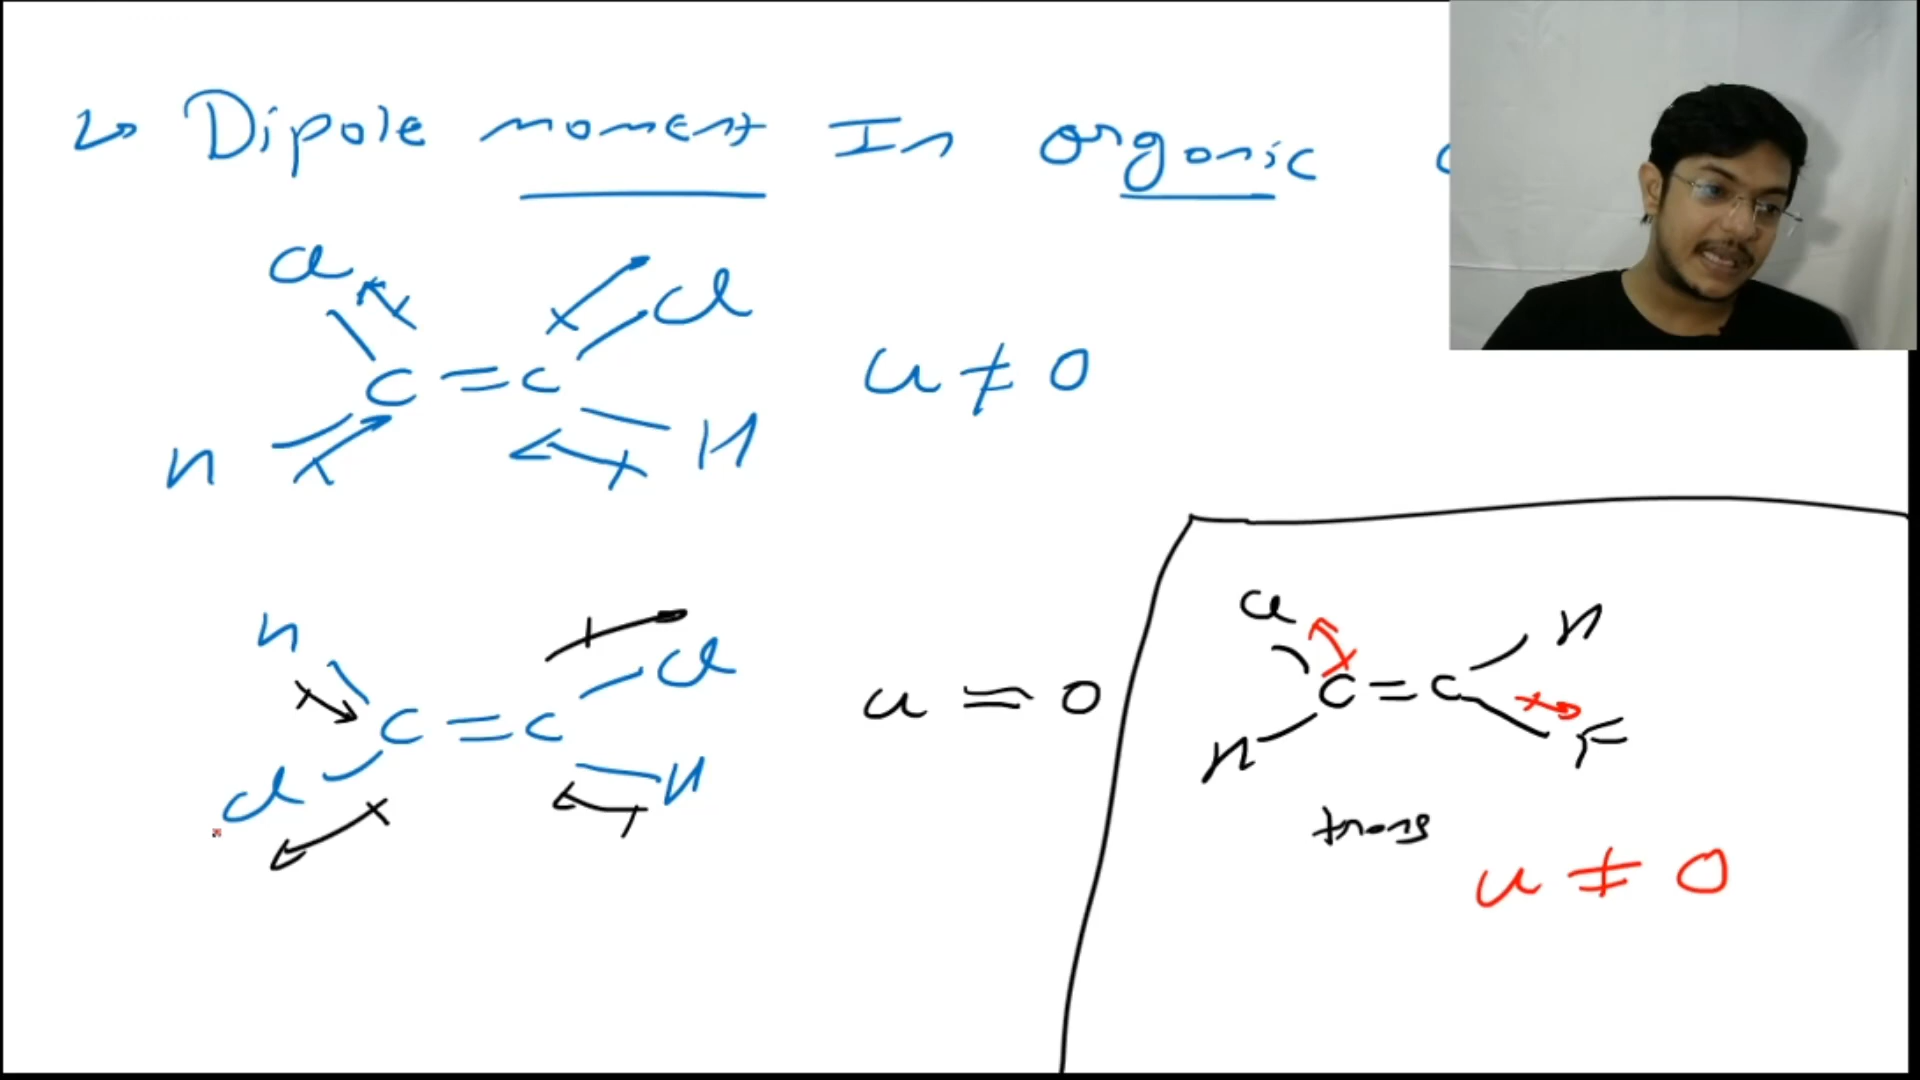 ↳ Dipole moment In organic
Cl Cl
C = C u ≠ 0
H H
H Cl
C = C u = 0
Cl H
Cl H
C = C
H F
trans
u ≠ 0